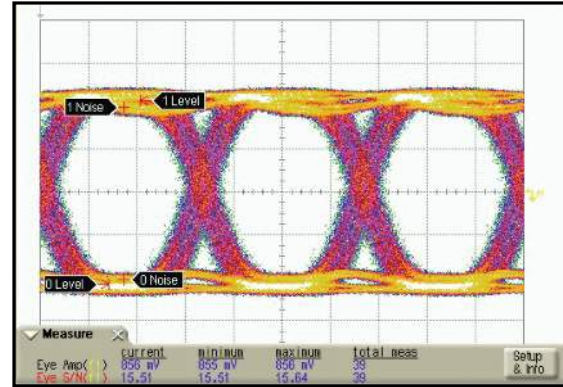 1 Noise
1 Level
0 Level
0 Noise
Measure
current minimum maximum total meas
Eye Amp( ) 856 mV 855 mV 856 mV 39
Eye S/N( ) 15.51 15.51 15.64 39
Setup
& Info